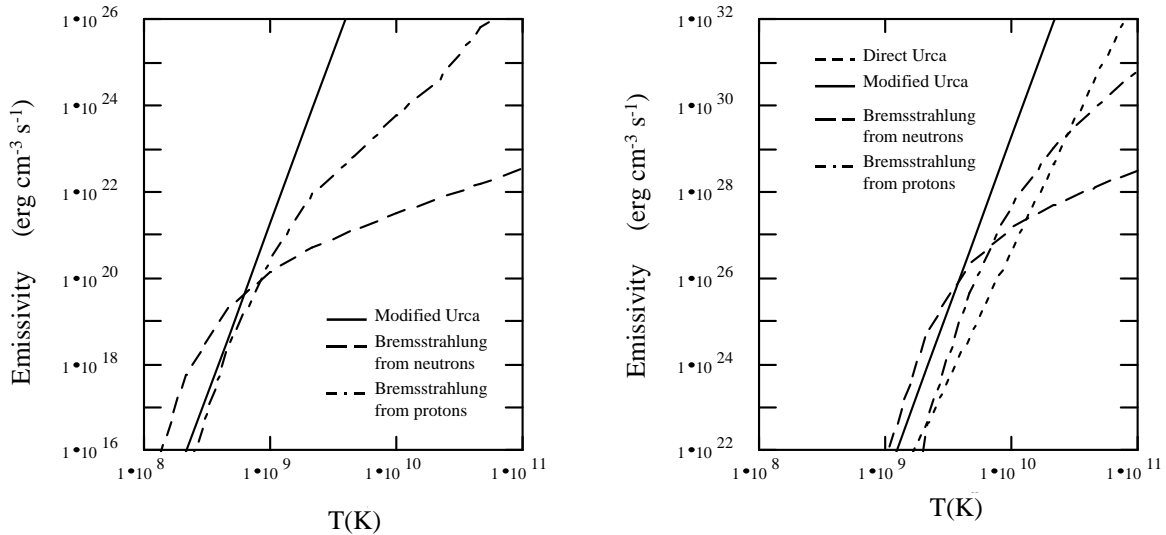 Emissivity (erg cm-3 s-1)
1•10 26
1•10 24
1•10 22
1•10 20
1•10 18
1•10 16
1•10 8
1•10 9
1•10 10
1•10 11
T(K)
Modified Urca
Bremsstrahlung
from neutrons
Bremsstrahlung
from protons
Emissivity (erg cm-3 s-1)
1•10 32
1•10 30
1•10 28
1•10 26
1•10 24
1•10 22
1•10 8
1•10 9
1•10 10
1•10 11
T(K)
Direct Urca
Modified Urca
Bremsstrahlung
from neutrons
Bremsstrahlung
from protons